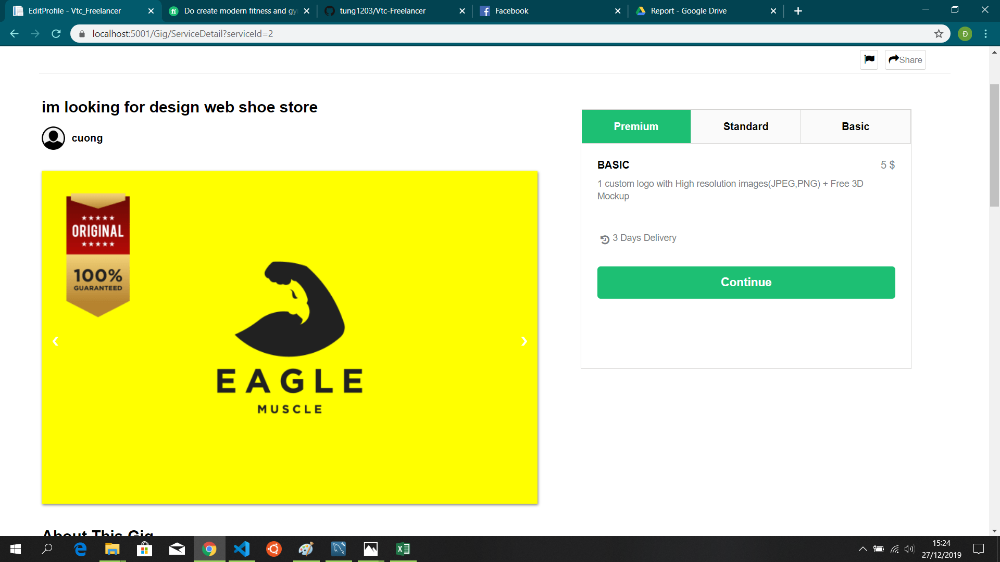 EditProfile - Vtc_Freelancer
Do create modern fitness and gy
tung1203/Vtc-Freelancer
Facebook
Report - Google Drive
localhost:5001/Gig/ServiceDetail?serviceId=2
Đ
Share
im looking for design web shoe store
cuong
Premium
Standard
Basic
BASIC
5 $
1 custom logo with High resolution images(JPEG,PNG) + Free 3D
Mockup
3 Days Delivery
Continue
ORIGINAL
100%
GUARANTEED
EAGLE
MUSCLE
About This Gig
15:24
27/12/2019